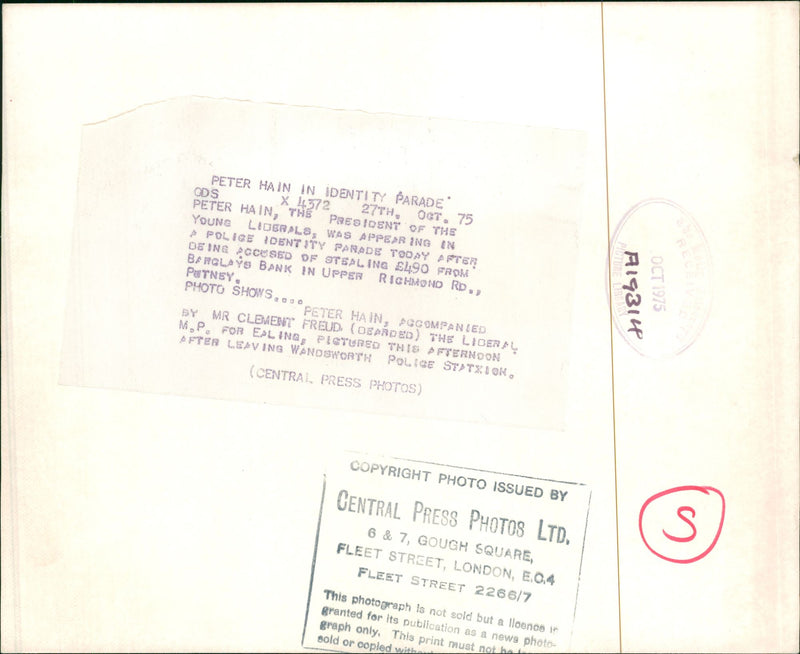 PETER HAIN IN IDENTITY PARADE
ODS X 4372 27TH. OCT. 75
PETER HAIN, THE PRESIDENT OF THE
YOUNG LIBERALS, WAS APPEARING IN
A POLICE IDENTITY PARADE TODAY AFTER
BEING ACCUSED OF STEALING £490 FROM
BARCLAYS BANK IN UPPER RICHMOND RD.,
PUTNEY.
PHOTO SHOWS....
PETER HAIN, ACCOMPANIED
BY MR CLEMENT FREUD (BEARDED) THE LIBERAL
M.P. FOR EALING, PICTURED THIS AFTERNOON
AFTER LEAVING WANDSWORTH POLICE STATXION.
(CENTRAL PRESS PHOTOS)
RECEIVED
OCT 1975
A19314
PICTURE LIBRARY
S
COPYRIGHT PHOTO ISSUED BY
CENTRAL PRESS PHOTOS LTD.
6 & 7, GOUGH SQUARE,
FLEET STREET, LONDON, E.C.4
FLEET STREET 2266/7
This photograph is not sold but a licence is
granted for its publication as a news photo-
graph only. This print must not be
sold or copied